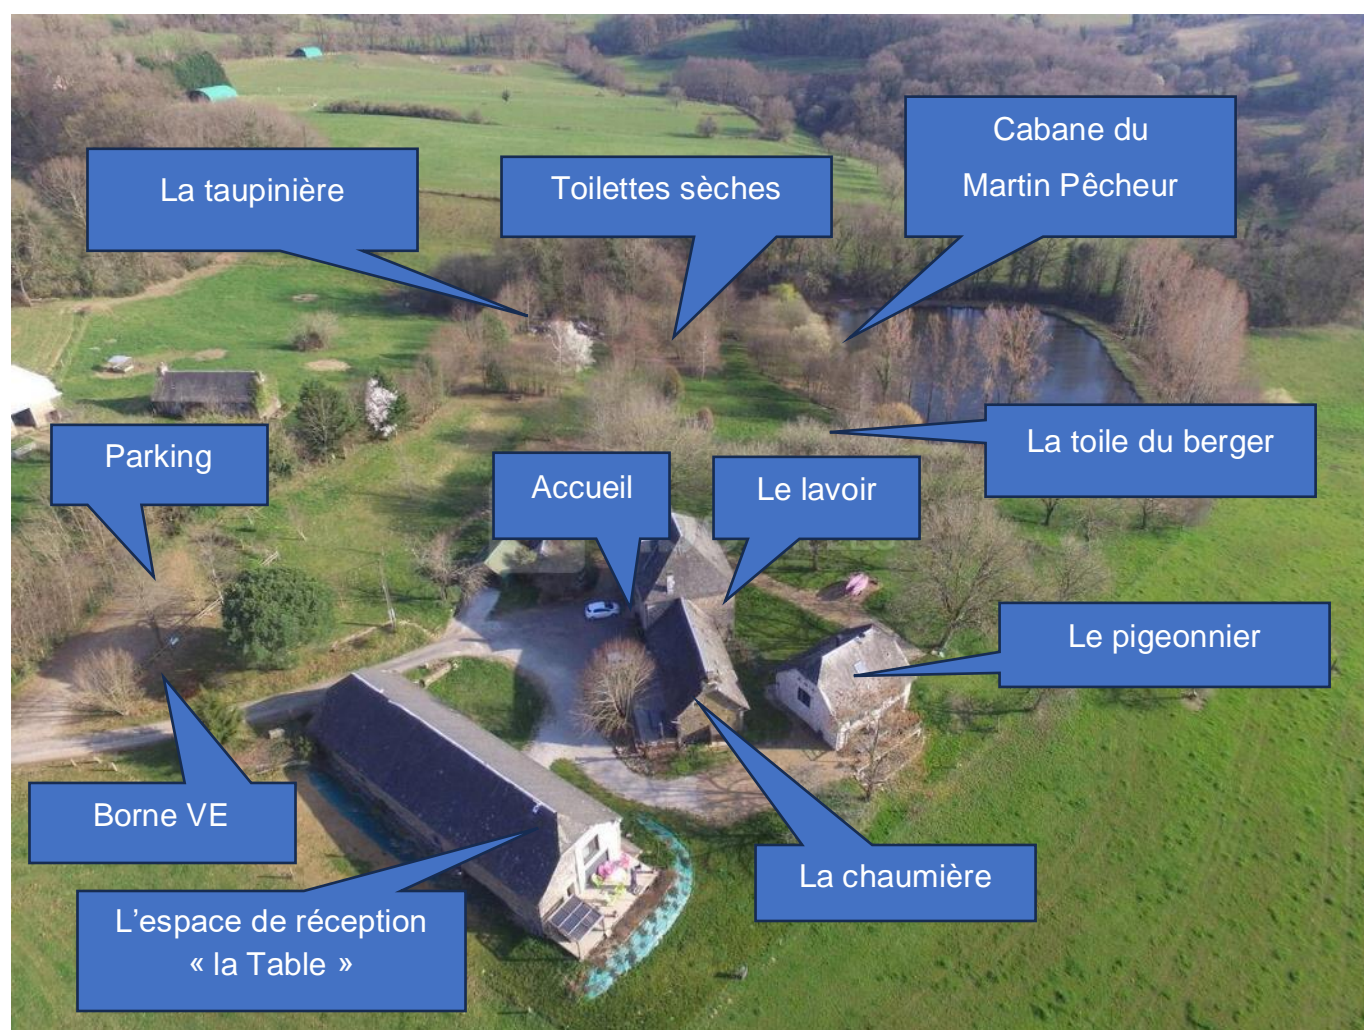 La taupinière
Toilettes sèches
Cabane du
Martin Pêcheur
Parking
Accueil
Le lavoir
La toile du berger
Le pigeonnier
Borne VE
La chaumière
L’espace de réception
« la Table »